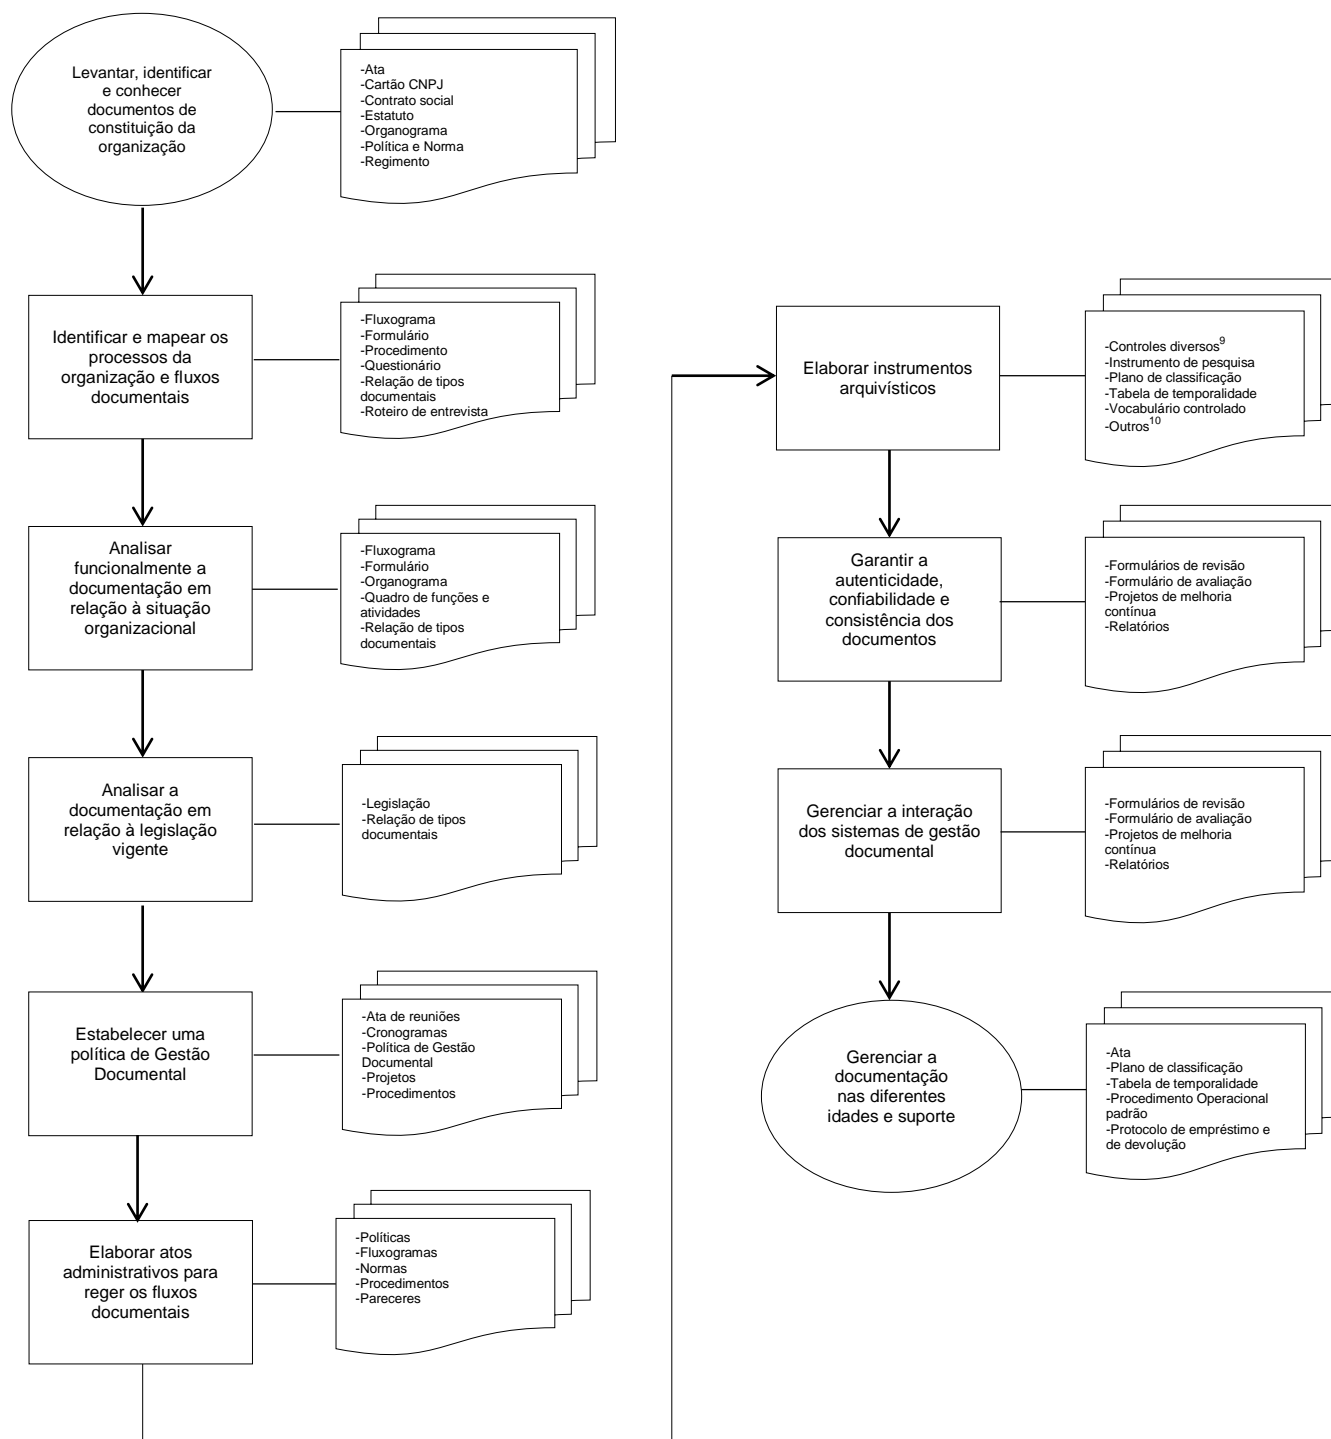 Levantar, identificar
e conhecer
documentos de
constituição da
organização
-Ata
-Cartão CNPJ
-Contrato social
-Estatuto
-Organograma
-Política e Norma
-Regimento
Identificar e mapear os
processos da
organização e fluxos
documentais
-Fluxograma
-Formulário
-Procedimento
-Questionário
-Relação de tipos
documentais
-Roteiro de entrevista
Analisar
funcionalmente a
documentação em
relação à situação
organizacional
-Fluxograma
-Formulário
-Organograma
-Quadro de funções e
atividades
-Relação de tipos
documentais
Analisar a
documentação em
relação à legislação
vigente
-Legislação
-Relação de tipos
documentais
Estabelecer uma
política de Gestão
Documental
-Ata de reuniões
-Cronogramas
-Política de Gestão
Documental
-Projetos
-Procedimentos
Elaborar atos
administrativos para
reger os fluxos
documentais
-Políticas
-Fluxogramas
-Normas
-Procedimentos
-Pareceres
Elaborar instrumentos
arquivísticos
-Controles diversos⁹
-Instrumento de pesquisa
-Plano de classificação
-Tabela de temporalidade
-Vocabulário controlado
-Outros¹⁰
Garantir a
autenticidade,
confiabilidade e
consistência dos
documentos
-Formulários de revisão
-Formulário de avaliação
-Projetos de melhoria
contínua
-Relatórios
Gerenciar a interação
dos sistemas de gestão
documental
-Formulários de revisão
-Formulário de avaliação
-Projetos de melhoria
contínua
-Relatórios
Gerenciar a
documentação
nas diferentes
idades e suporte
-Ata
-Plano de classificação
-Tabela de temporalidade
-Procedimento Operacional
padrão
-Protocolo de empréstimo e
de devolução